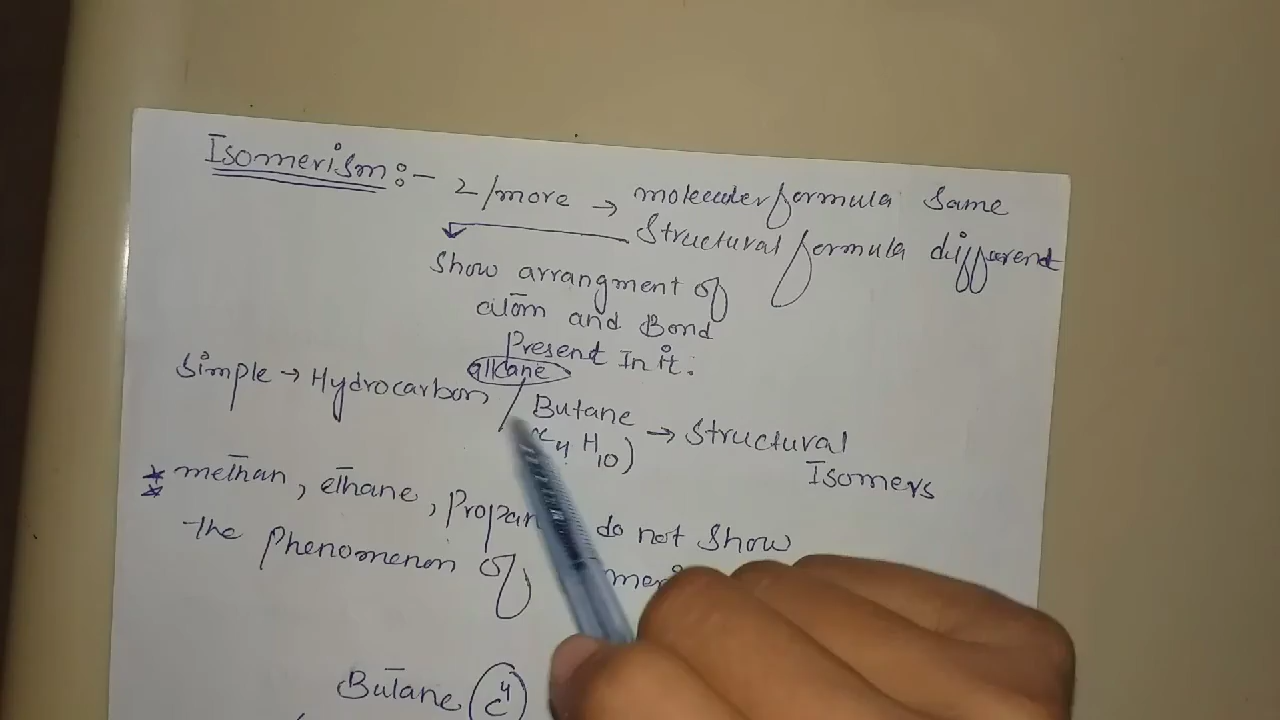 Isomerism :- 2/more → moleculer formula Same
Structural formula different
Show arrangment of
atom and Bond
Present In it.
alkane
Simple → Hydrocarbon / Butane → Structural
C4 H10) Isomers
methan, ethane, Propan do not Show
the Phenomenon of
Butane C4